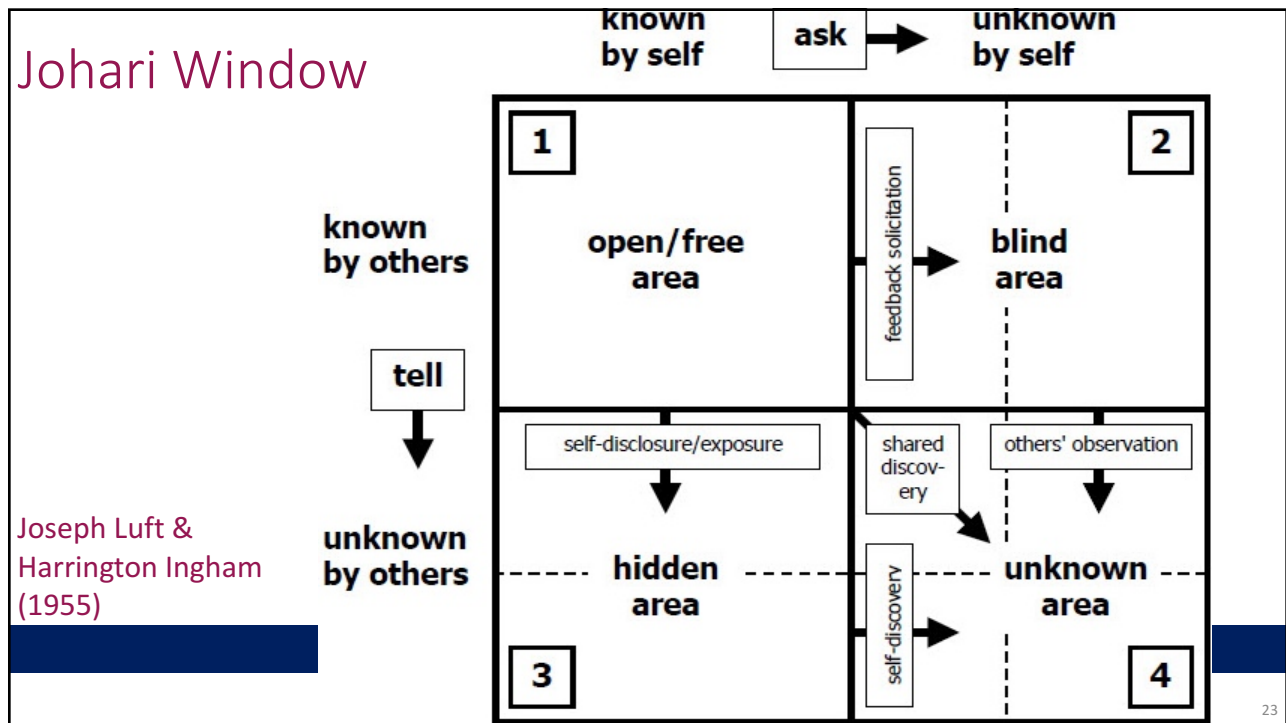 Johari Window
known
by self
ask
unknown
by self
1
2
known
by others
open/free
area
feedback solicitation
blind
area
tell
self-disclosure/exposure
shared
discov-
ery
others' observation
Joseph Luft &
Harrington Ingham
(1955)
unknown
by others
hidden
area
self-discovery
unknown
area
3
4
23